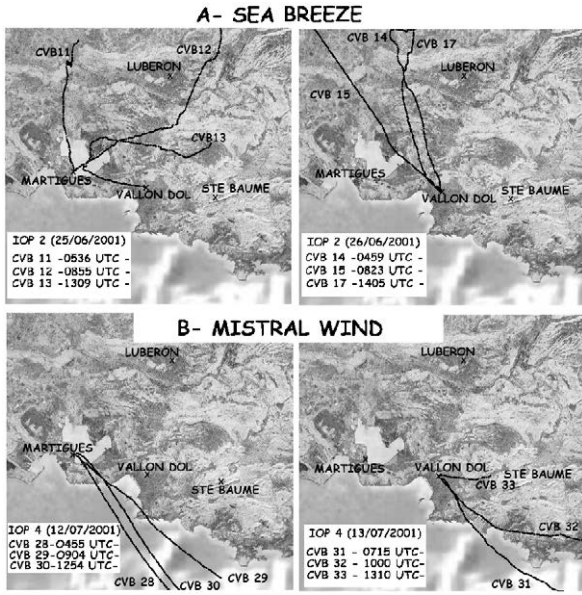 A- SEA BREEZE
CVB11
CVB12
LUBERON
CVB13
MARTIGUES
VALLON DOL
STE BAUME
IOP 2 (25/06/2001)
CVB 11 -0536 UTC -
CVB 12 -0855 UTC -
CVB 13 -1309 UTC -
CVB 14
CVB 17
LUBERON
CVB 15
MARTIGUES
VALLON DOL
STE BAUME
IOP 2 (26/06/2001)
CVB 14 -0459 UTC -
CVB 15 -0823 UTC -
CVB 17 -1405 UTC -
B- MISTRAL WIND
LUBERON
MARTIGUES
VALLON DOL
STE BAUME
IOP 4 (12/07/2001)
CVB 28-0455 UTC-
CVB 29-0904 UTC-
CVB 30-1254 UTC-
CVB 28
CVB 30
CVB 29
LUBERON
MARTIGUES
VALLON DOL
STE BAUME
CVB 33
CVB 32
IOP 4 (13/07/2001)
CVB 31 - 0715 UTC -
CVB 32 - 1000 UTC-
CVB 33 - 1310 UTC-
CVB 31